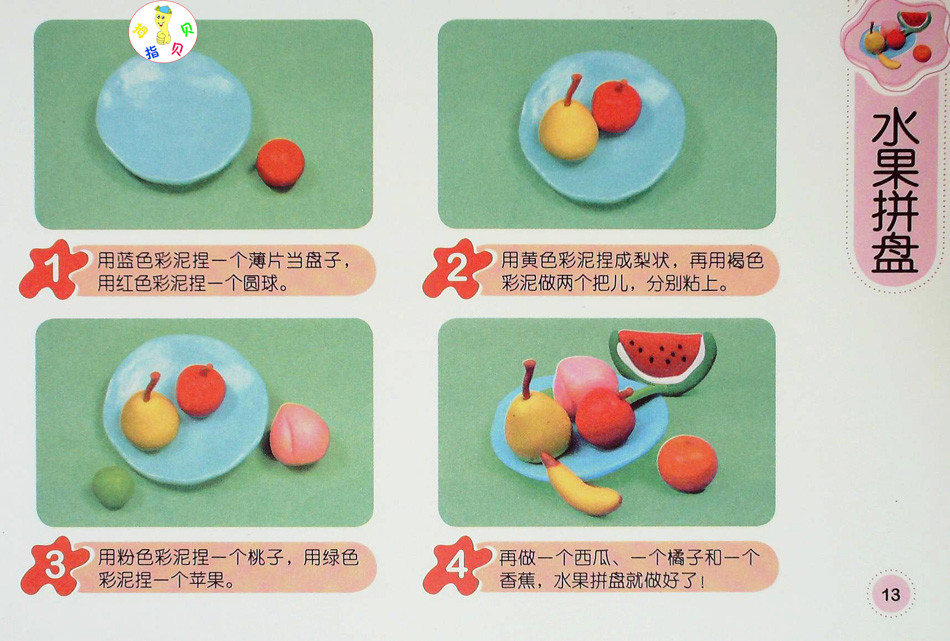 贝
指贝
水果拼盘
1
用蓝色彩泥捏一个薄片当盘子，
用红色彩泥捏一个圆球。
2
用黄色彩泥捏成梨状，再用褐色
彩泥做两个把儿，分别粘上。
3
用粉色彩泥捏一个桃子，用绿色
彩泥捏一个苹果。
4
再做一个西瓜、一个橘子和一个
香蕉，水果拼盘就做好了！
13